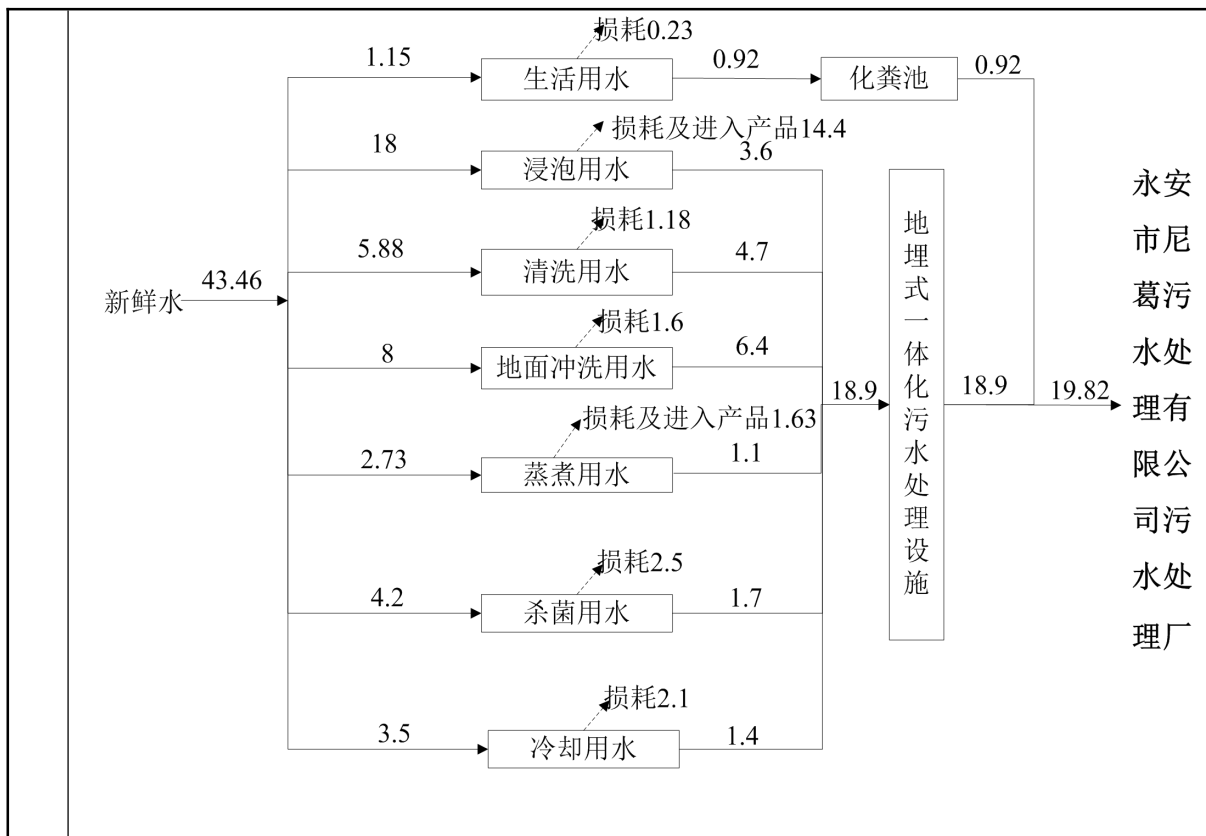 损耗0.23
1.15
生活用水
0.92
化粪池
0.92
损耗及进入产品14.4
18
浸泡用水
3.6
损耗1.18
5.88
清洗用水
4.7
新鲜水
43.46
损耗1.6
8
地面冲洗用水
6.4
损耗及进入产品1.63
2.73
蒸煮用水
1.1
损耗2.5
4.2
杀菌用水
1.7
损耗2.1
3.5
冷却用水
1.4
18.9
地埋式一体化污水处理设施
18.9
19.82
永安
市尼
葛污
水处
理有
限公
司污
水处
理厂